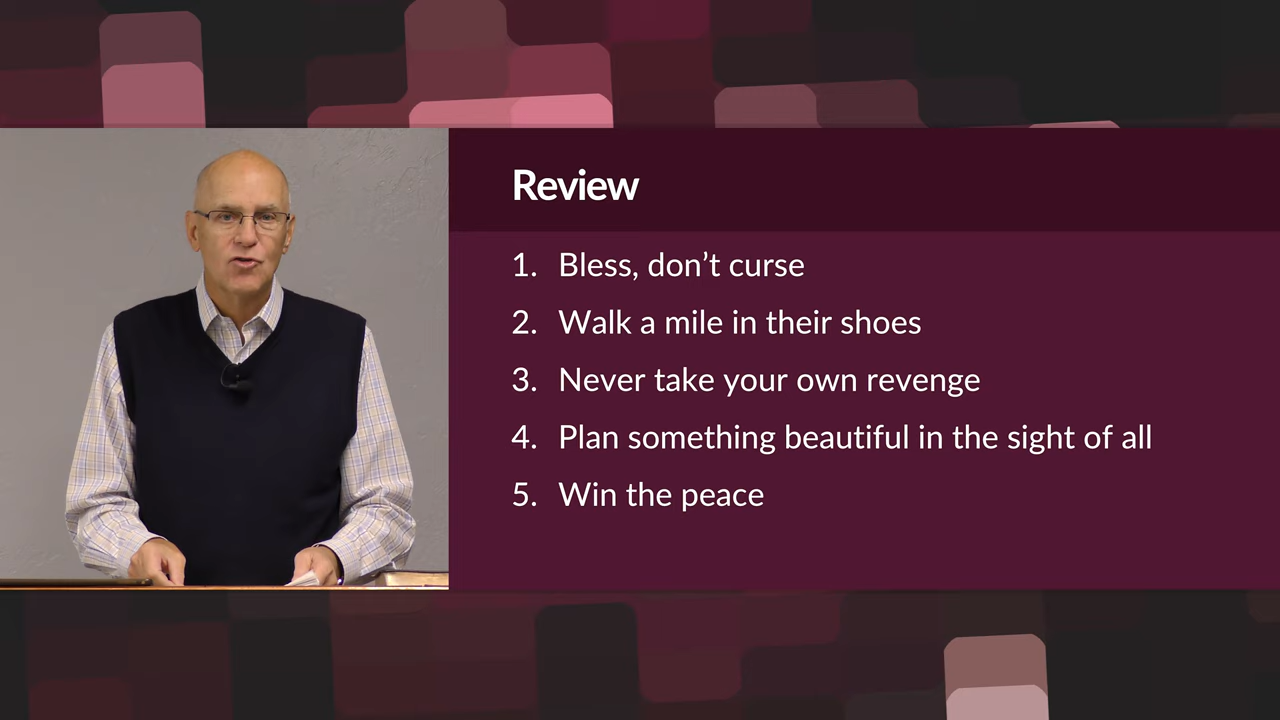 Review
1. Bless, don’t curse
2. Walk a mile in their shoes
3. Never take your own revenge
4. Plan something beautiful in the sight of all
5. Win the peace